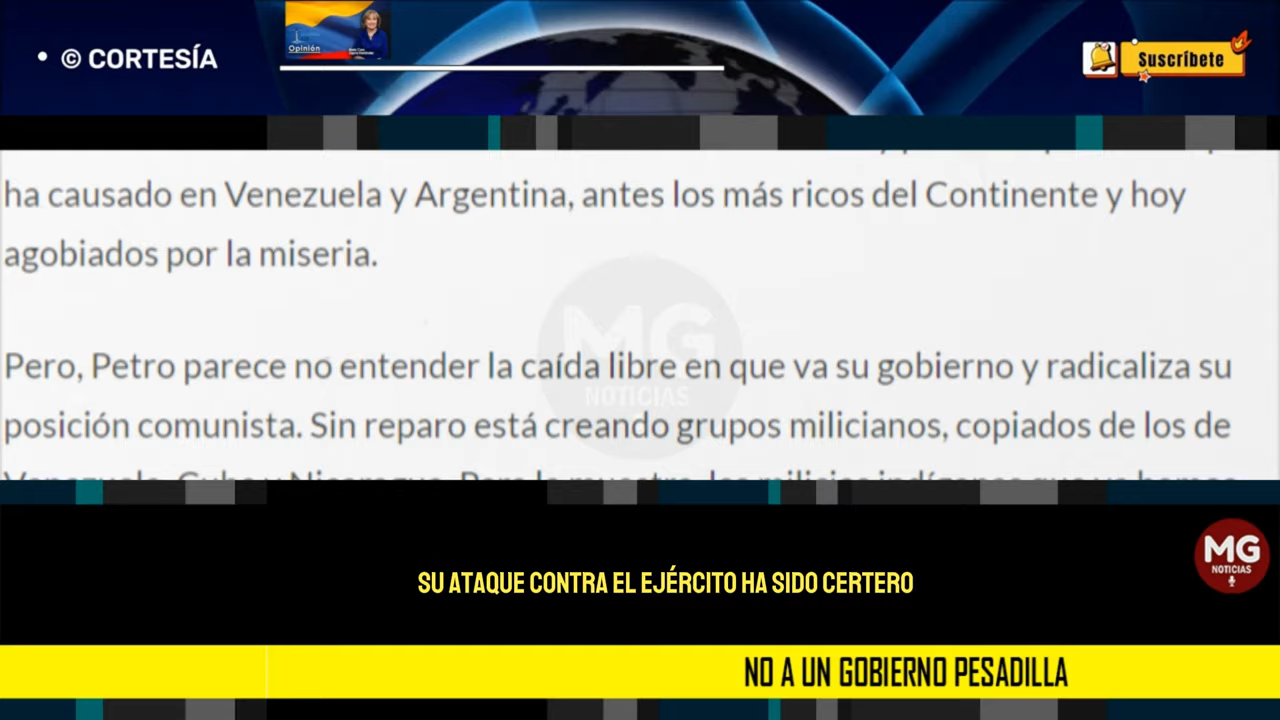 • © CORTESÍA
Opinión
Suscríbete
ha causado en Venezuela y Argentina, antes los más ricos del Continente y hoy
agobiados por la miseria.
MG
NOTICIAS
Pero, Petro parece no entender la caída libre en que va su gobierno y radicaliza su
posición comunista. Sin reparo está creando grupos milicianos, copiados de los de
SU ATAQUE CONTRA EL EJÉRCITO HA SIDO CERTERO
MG
NOTICIAS
NO A UN GOBIERNO PESADILLA